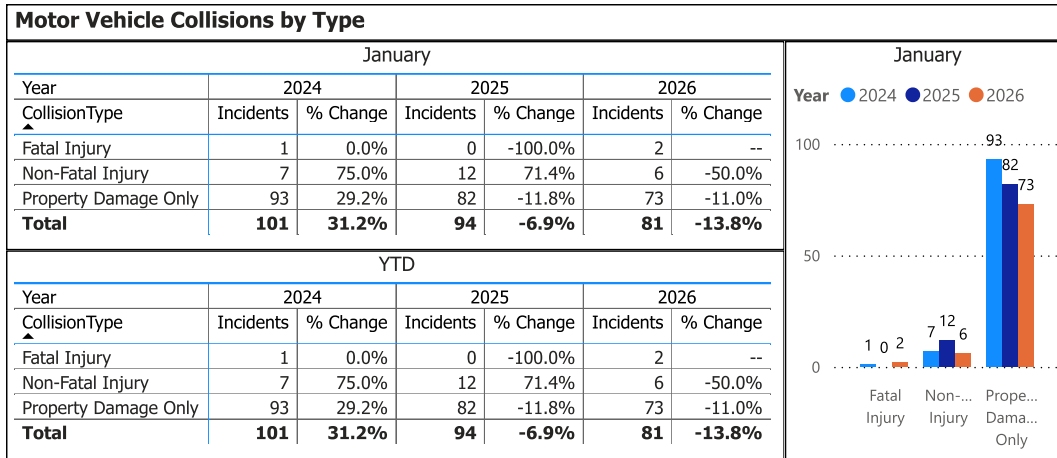 Motor Vehicle Collisions by Type
January
Year 2024 2025 2026
CollisionType Incidents % Change Incidents % Change Incidents % Change
Fatal Injury 1 0.0% 0 -100.0% 2 --
Non-Fatal Injury 7 75.0% 12 71.4% 6 -50.0%
Property Damage Only 93 29.2% 82 -11.8% 73 -11.0%
Total 101 31.2% 94 -6.9% 81 -13.8%
YTD
Year 2024 2025 2026
CollisionType Incidents % Change Incidents % Change Incidents % Change
Fatal Injury 1 0.0% 0 -100.0% 2 --
Non-Fatal Injury 7 75.0% 12 71.4% 6 -50.0%
Property Damage Only 93 29.2% 82 -11.8% 73 -11.0%
Total 101 31.2% 94 -6.9% 81 -13.8%
January
Year 2024 2025 2026
100
50
0
1 0 2
7 12 6
93 82 73
Fatal
Injury
Non-...
Injury
Prope...
Dama...
Only